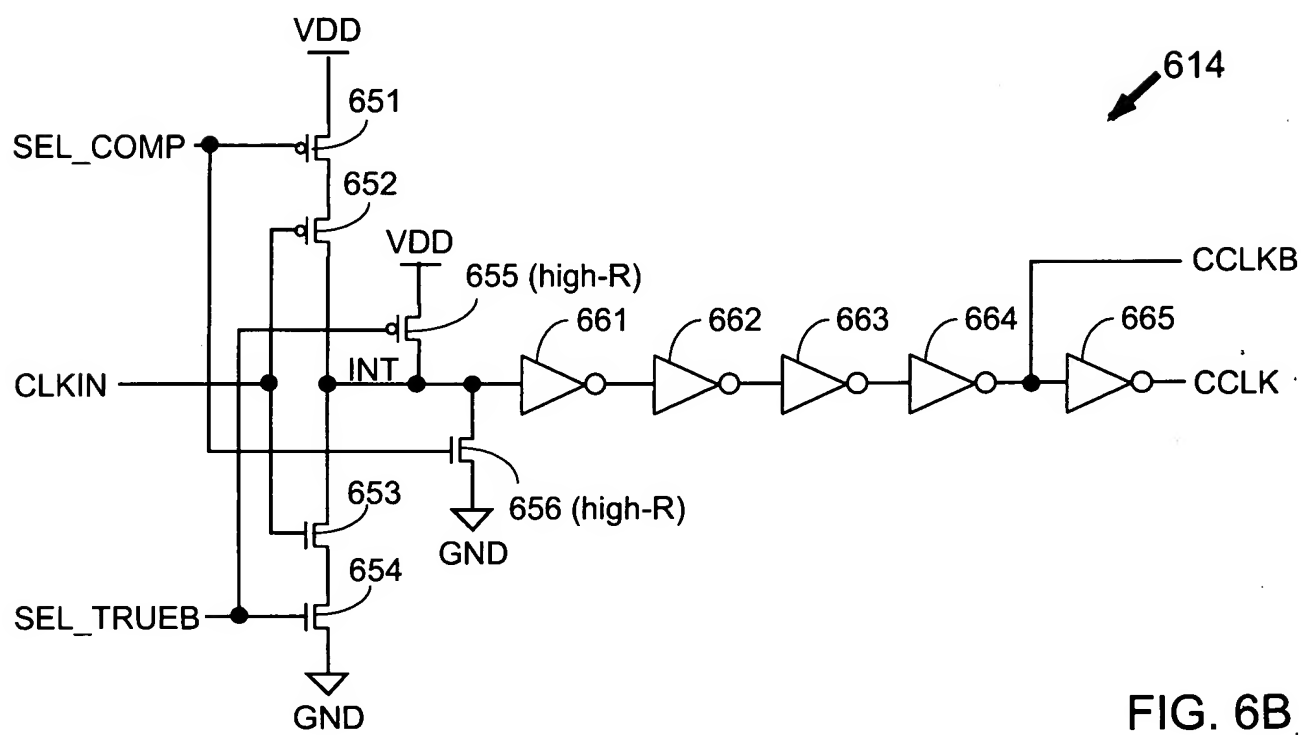 VDD
614
651
SEL_COMP
652
VDD
655 (high-R)
CCLKB
661
662
663
664
665
INT
CLKIN
CCLK
653
656 (high-R)
GND
654
SEL_TRUEB
GND
FIG. 6B